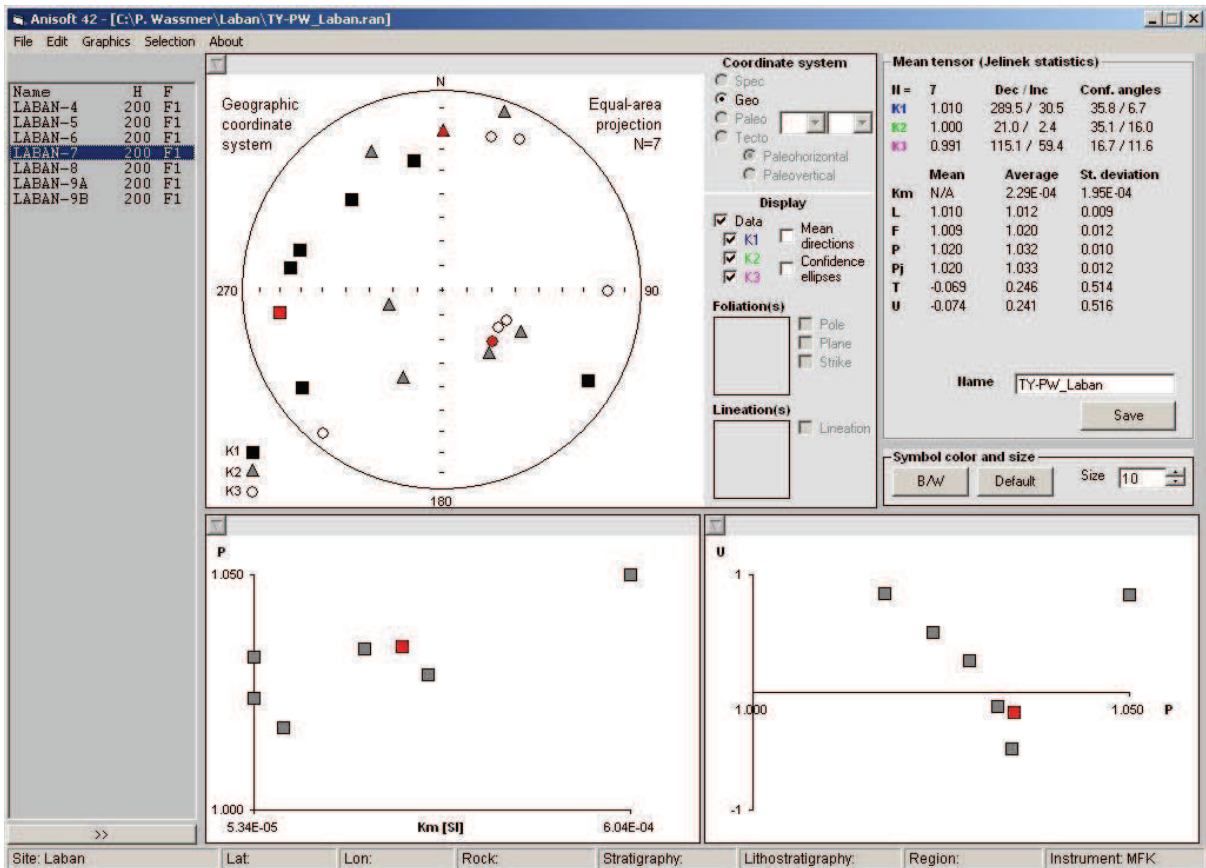 Anisoft 42 - [C:\P. Wassmer\Laban\TY-PW_Laban.ran]
File Edit Graphics Selection About
Name H F
LABAN-4 200 F1
LABAN-5 200 F1
LABAN-6 200 F1
LABAN-7 200 F1
LABAN-8 200 F1
LABAN-9A 200 F1
LABAN-9B 200 F1
>>
Geographic
coordinate
system
N
Equal-area
projection
N=7
270
90
180
K1
K2
K3
Coordinate system
Spec
Geo
Paleo
Tecto
Paleohorizontal
Paleovertical
Display
Data
K1
K2
K3
Mean
directions
Confidence
ellipses
Foliation(s)
Pole
Plane
Strike
Lineation(s)
Lineation
Mean tensor (Jelinek statistics)
N = 7 Dec / Inc Conf. angles
K1 1.010 289.5 / 30.5 35.8 / 6.7
K2 1.000 21.0 / 2.4 35.1 / 16.0
K3 0.991 115.1 / 59.4 16.7 / 11.6
Mean Average St. deviation
Km N/A 2.29E-04 1.95E-04
L 1.010 1.012 0.009
F 1.009 1.020 0.012
P 1.020 1.032 0.010
Pj 1.020 1.033 0.012
T -0.069 0.246 0.514
U -0.074 0.241 0.516
Name TY-PW_Laban
Save
Symbol color and size
B/W Default Size 10
P
1.050
1.000
5.34E-05 Km [SI] 6.04E-04
U
1
1.000 1.050 P
-1
Site: Laban Lat: Lon: Rock: Stratigraphy: Lithostratigraphy: Region: Instrument: MFK